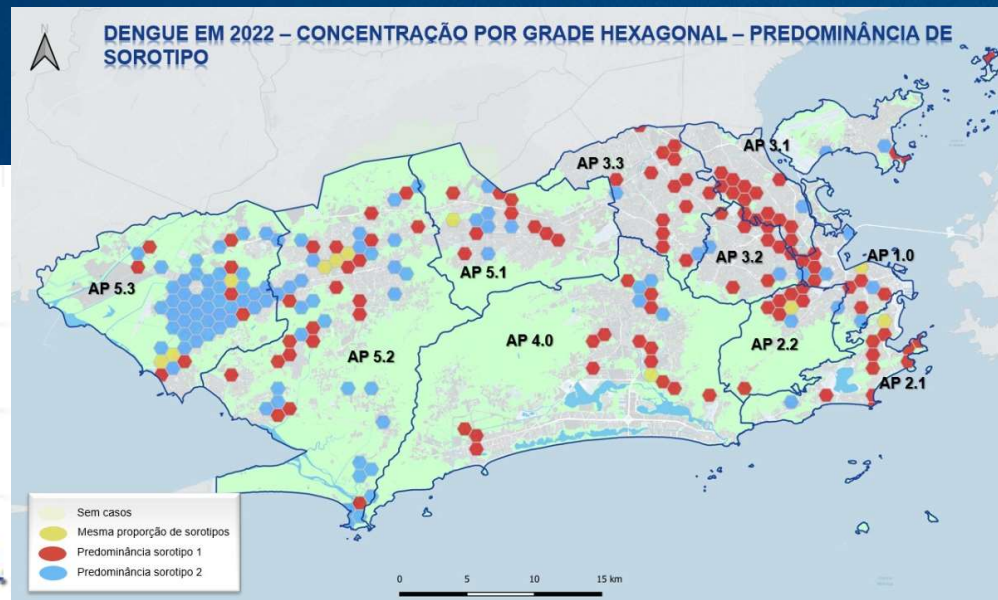 DENGUE EM 2022 – CONCENTRAÇÃO POR GRADE HEXAGONAL – PREDOMINÂNCIA DE
SOROTIPO
AP 3.1
AP 3.3
AP 3.2
AP 1.0
AP 5.1
AP 5.3
AP 4.0
AP 2.2
AP 5.2
AP 2.1
Sem casos
Mesma proporção de sorotipos
Predominância sorotipo 1
Predominância sorotipo 2
0 5 10 15 km